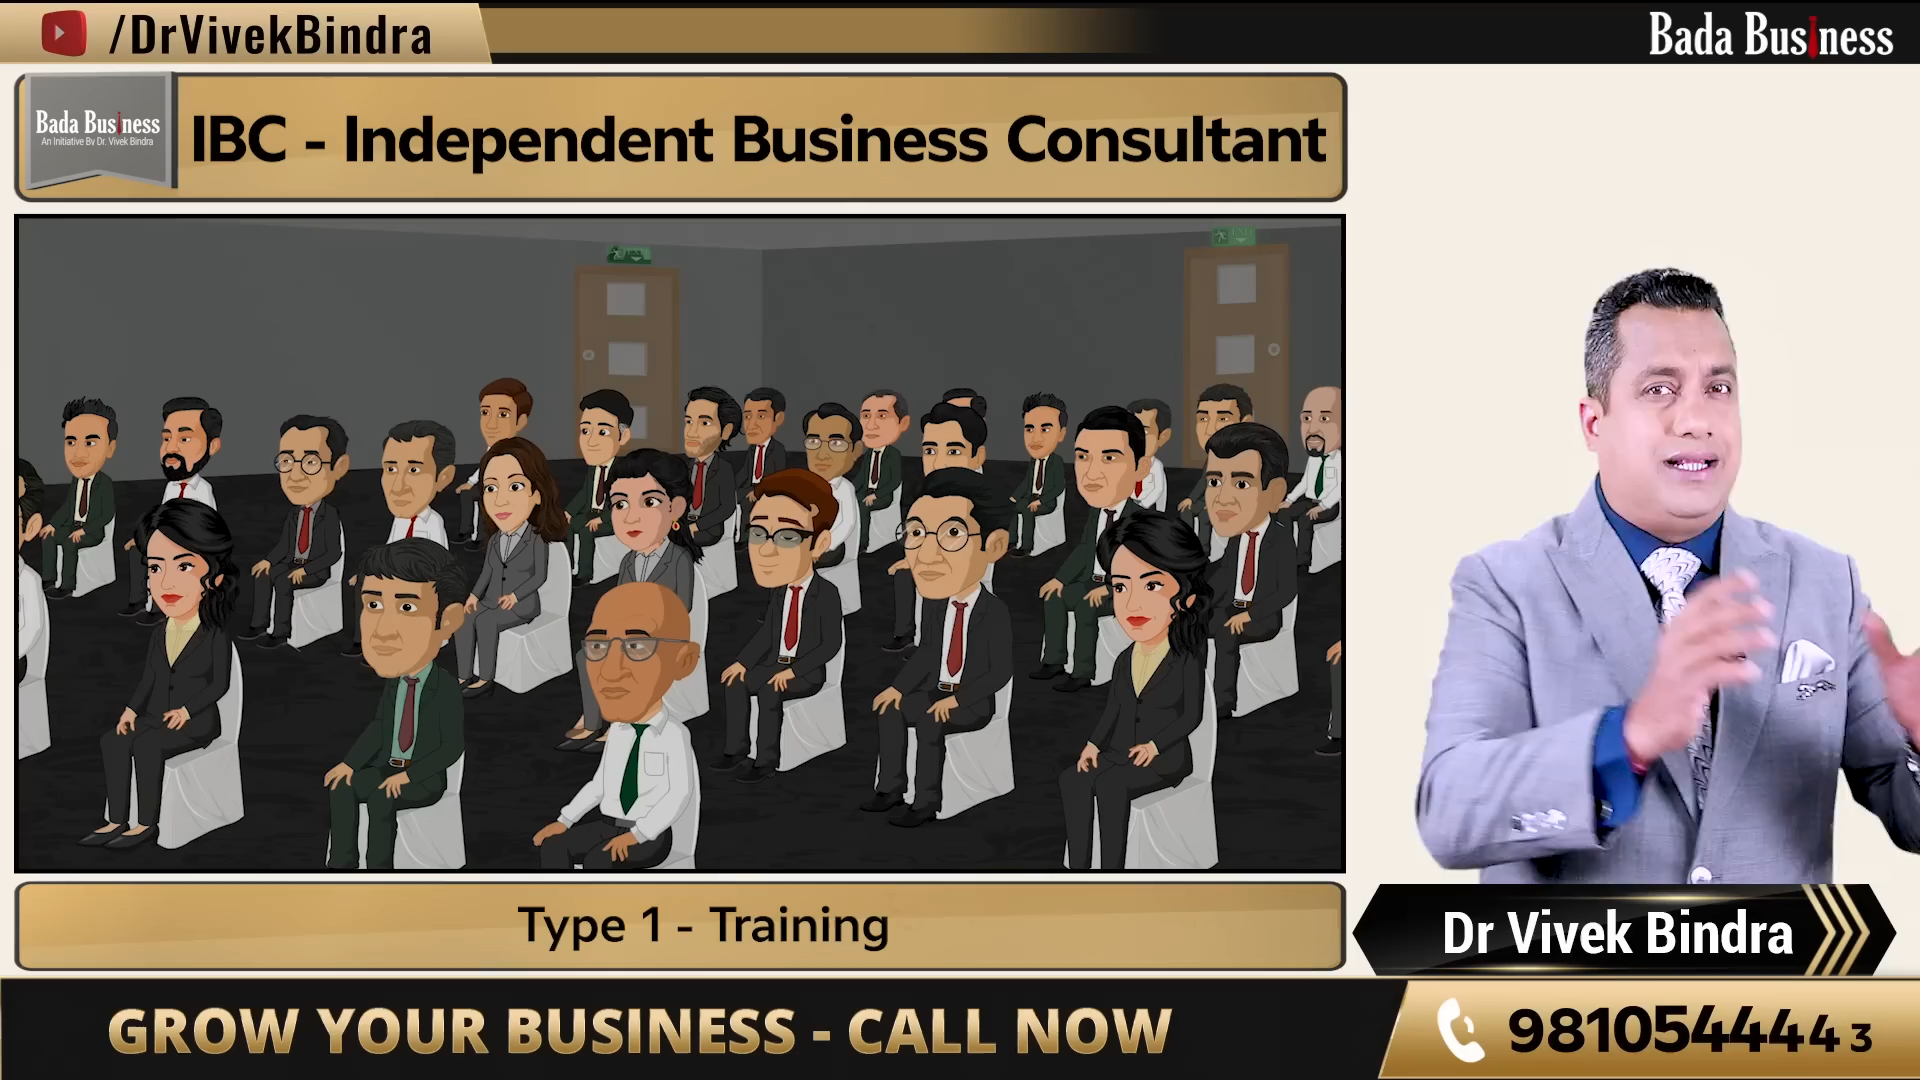 /DrVivekBindra
Bada Business
Bada Business
An Initiative By Dr. Vivek Bindra
IBC - Independent Business Consultant
EXIT
Type 1 - Training
Dr Vivek Bindra
GROW YOUR BUSINESS - CALL NOW
9810544443